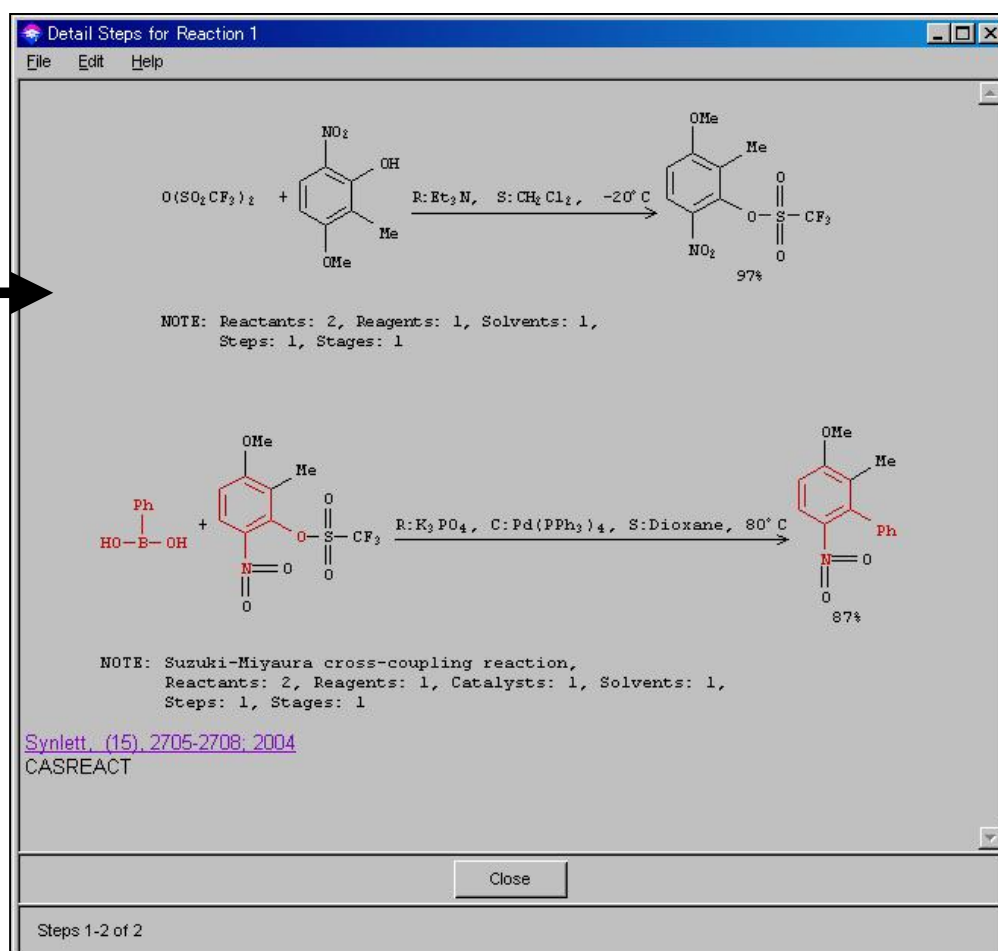 Detail Steps for Reaction 1
File Edit Help
NO2
OH
O(SO2CF3)2 +
Me
OMe
R:Et3N, S:CH2Cl2, -20°C
OMe
Me
O
O—S—CF3
O
NO2
97%
NOTE: Reactants: 2, Reagents: 1, Solvents: 1,
Steps: 1, Stages: 1
OMe
Me
Ph
HO—B—OH
+
O
O—S—CF3
O
N=O
O
R:K3PO4, C:Pd(PPh3)4, S:Dioxane, 80°C
OMe
Me
Ph
N=O
O
87%
NOTE: Suzuki-Miyaura cross-coupling reaction,
Reactants: 2, Reagents: 1, Catalysts: 1, Solvents: 1,
Steps: 1, Stages: 1
Synlett, (15), 2705-2708; 2004
CASREACT
Close
Steps 1-2 of 2